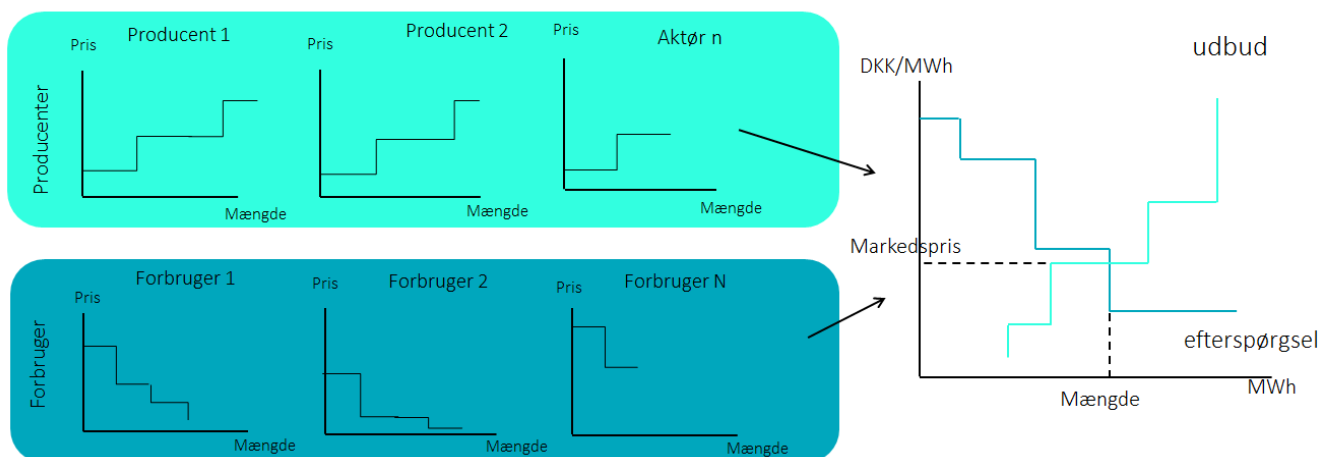 Producenter
Producent 1
Pris
Mængde
Producent 2
Pris
Mængde
Aktør n
Pris
Mængde
Forbruger
Forbruger 1
Pris
Mængde
Forbruger 2
Pris
Mængde
Forbruger N
Pris
Mængde
udbud
DKK/MWh
Markedspris
efterspørgsel
MWh
Mængde